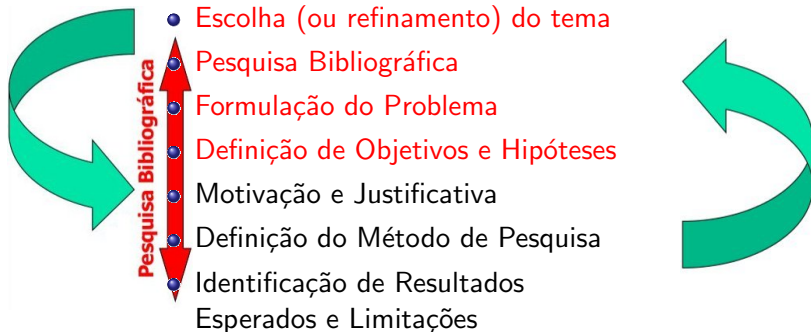 Escolha (ou refinamento) do tema
Pesquisa Bibliográfica
Pesquisa Bibliográfica
Formulação do Problema
Definição de Objetivos e Hipóteses
Motivação e Justificativa
Definição do Método de Pesquisa
Identificação de Resultados
Esperados e Limitações